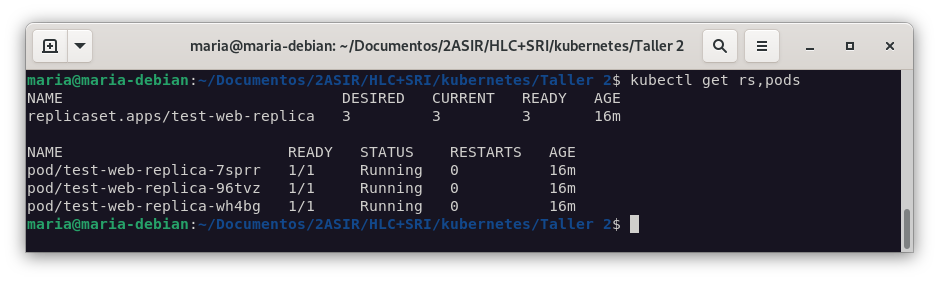 maria@maria-debian: ~/Documentos/2ASIR/HLC+SRI/kubernetes/Taller 2
maria@maria-debian:~/Documentos/2ASIR/HLC+SRI/kubernetes/Taller 2$ kubectl get rs,pods
NAME                               DESIRED   CURRENT   READY   AGE
replicaset.apps/test-web-replica   3         3         3       16m
NAME                         READY   STATUS    RESTARTS   AGE
pod/test-web-replica-7sprr   1/1     Running   0          16m
pod/test-web-replica-96tvz   1/1     Running   0          16m
pod/test-web-replica-wh4bg   1/1     Running   0          16m
maria@maria-debian:~/Documentos/2ASIR/HLC+SRI/kubernetes/Taller 2$